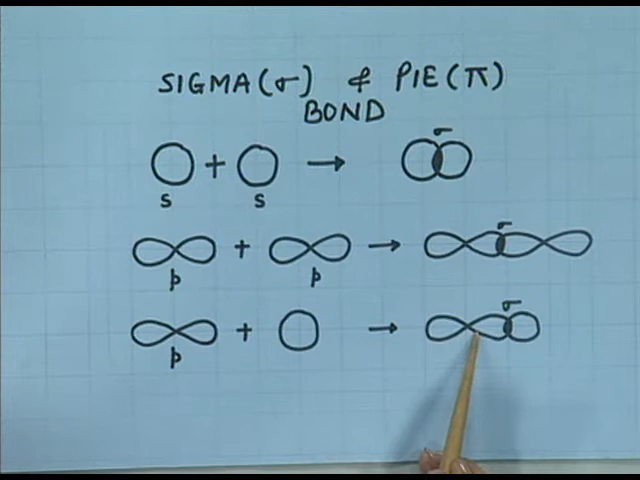 SIGMA(σ) & PIE(π)
BOND
σ
+ →
s s
σ
+ →
p p
σ
+ →
p